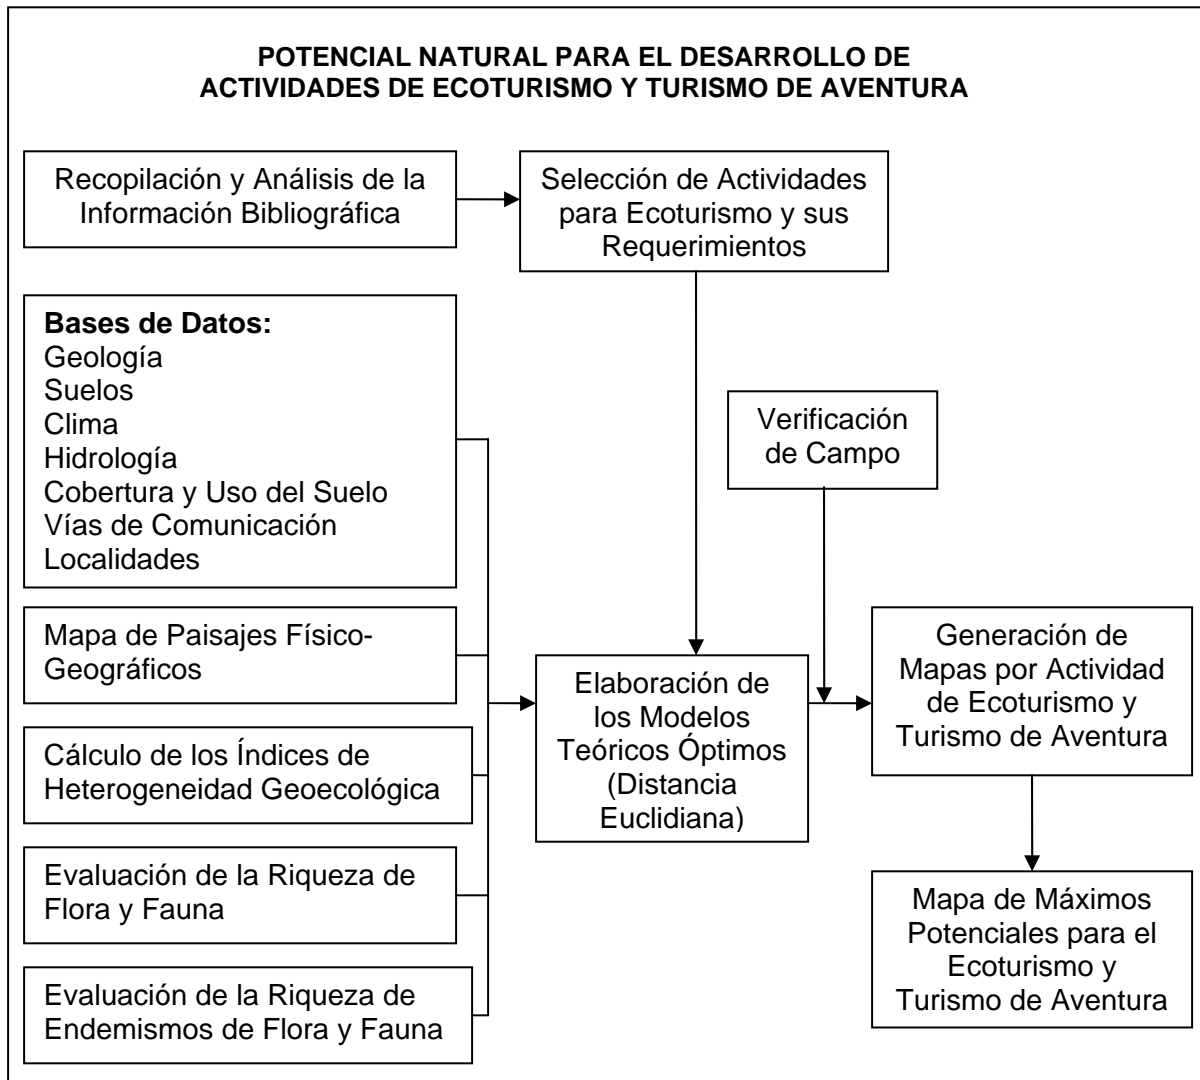 POTENCIAL NATURAL PARA EL DESARROLLO DE
ACTIVIDADES DE ECOTURISMO Y TURISMO DE AVENTURA
Recopilación y Análisis de la
Información Bibliográfica
Selección de Actividades
para Ecoturismo y sus
Requerimientos
Bases de Datos:
Geología
Suelos
Clima
Hidrología
Cobertura y Uso del Suelo
Vías de Comunicación
Localidades
Verificación
de Campo
Mapa de Paisajes Físico-
Geográficos
Cálculo de los Índices de
Heterogeneidad Geoecológica
Evaluación de la Riqueza de
Flora y Fauna
Evaluación de la Riqueza de
Endemismos de Flora y Fauna
Elaboración de
los Modelos
Teóricos Óptimos
(Distancia
Euclidiana)
Generación de
Mapas por Actividad
de Ecoturismo y
Turismo de Aventura
Mapa de Máximos
Potenciales para el
Ecoturismo y
Turismo de Aventura